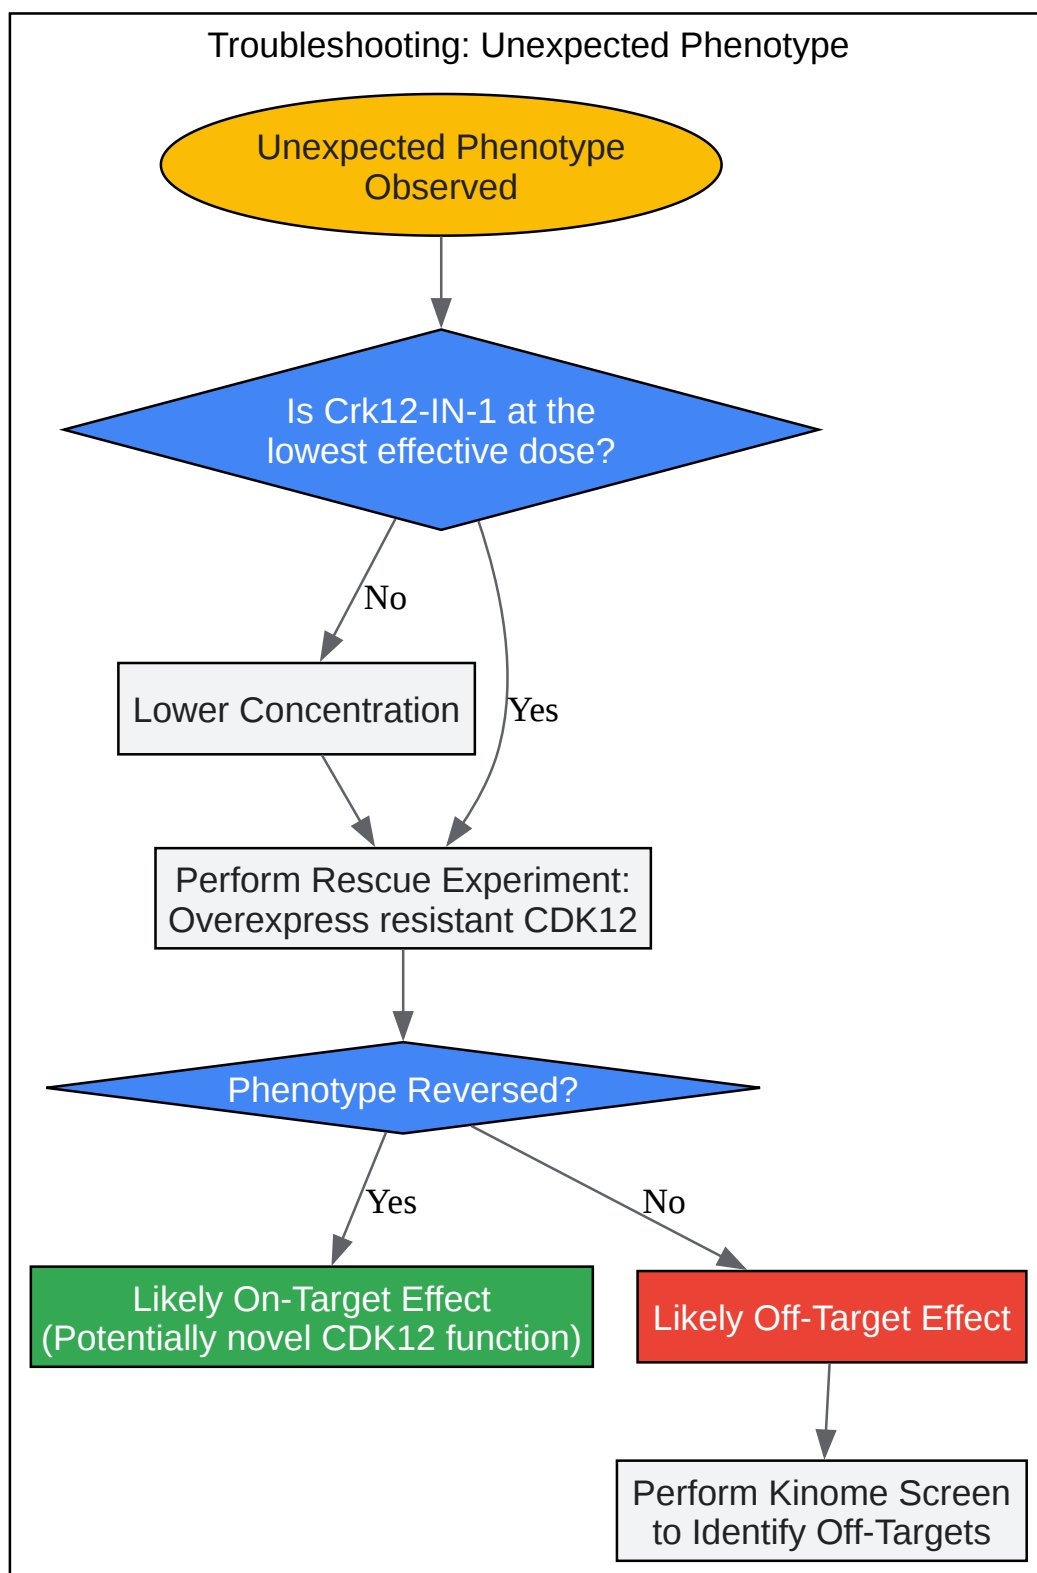 Troubleshooting: Unexpected Phenotype
Unexpected Phenotype
Observed
Is Crk12-IN-1 at the
lowest effective dose?
No
Lower Concentration
Yes
Perform Rescue Experiment:
Overexpress resistant CDK12
Phenotype Reversed?
Yes
No
Likely On-Target Effect
(Potentially novel CDK12 function)
Likely Off-Target Effect
Perform Kinome Screen
to Identify Off-Targets